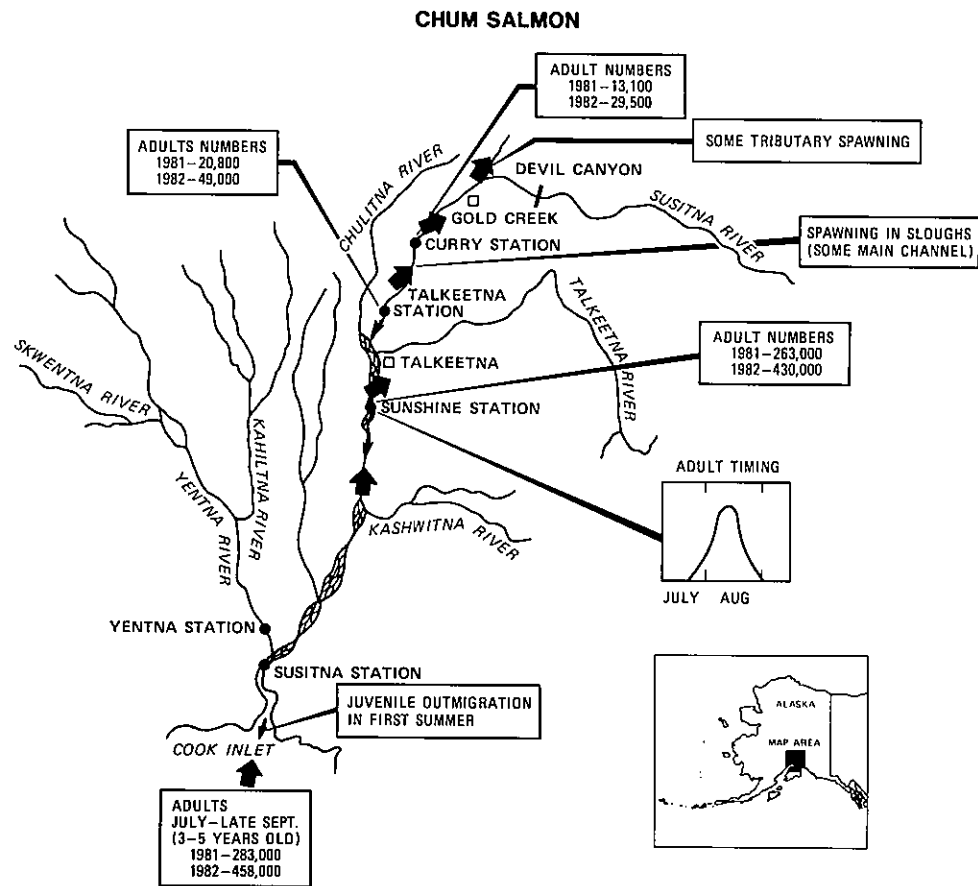 CHUM SALMON
ADULT NUMBERS
1981–13,100
1982–29,500
ADULTS NUMBERS
1981–20,800
1982–49,000
SOME TRIBUTARY SPAWNING
CHULITNA RIVER
DEVIL CANYON
GOLD CREEK
SUSITNA RIVER
CURRY STATION
SPAWNING IN SLOUGHS
(SOME MAIN CHANNEL)
TALKEETNA
STATION
TALKEETNA RIVER
ADULT NUMBERS
1981–263,000
1982–430,000
TALKEETNA
SKWENTNA RIVER
SUNSHINE STATION
KAHILTNA RIVER
YENTNA RIVER
ADULT TIMING
KASHWITNA RIVER
JULY AUG
YENTNA STATION
SUSITNA STATION
JUVENILE OUTMIGRATION
IN FIRST SUMMER
COOK INLET
ALASKA
MAP AREA
ADULTS
JULY–LATE SEPT.
(3–5 YEARS OLD)
1981–283,000
1982–458,000